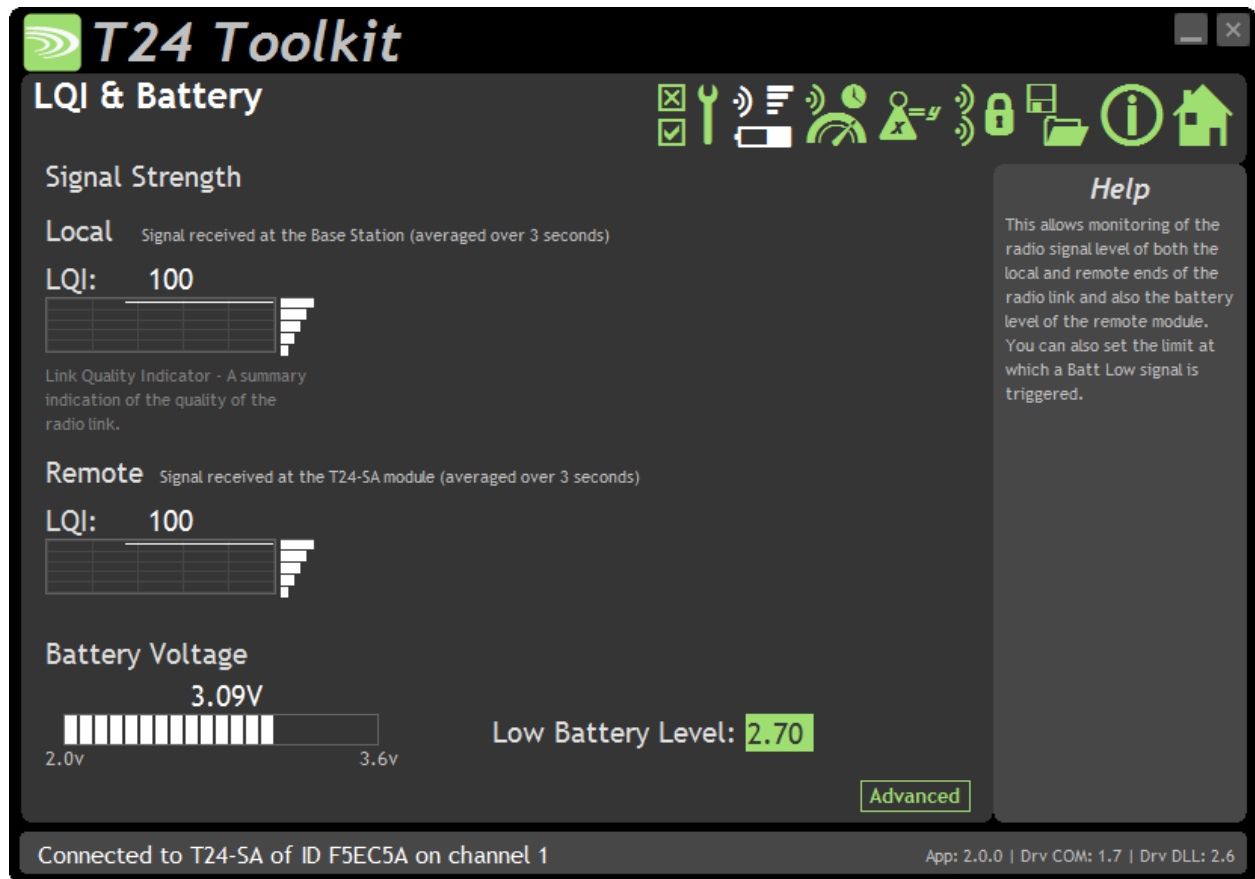 T24 Toolkit
LQI & Battery
x=y
Signal Strength
Local Signal received at the Base Station (averaged over 3 seconds)
LQI: 100
Link Quality Indicator - A summary
indication of the quality of the
radio link.
Remote Signal received at the T24-SA module (averaged over 3 seconds)
LQI: 100
Battery Voltage
3.09V
2.0v 3.6v
Low Battery Level: 2.70
Advanced
Help
This allows monitoring of the
radio signal level of both the
local and remote ends of the
radio link and also the battery
level of the remote module.
You can also set the limit at
which a Batt Low signal is
triggered.
Connected to T24-SA of ID F5EC5A on channel 1
App: 2.0.0 | Drv COM: 1.7 | Drv DLL: 2.6